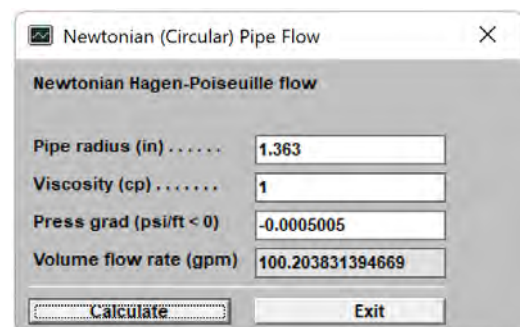 Newtonian (Circular) Pipe Flow
Newtonian Hagen-Poiseuille flow
Pipe radius (in) . . . . . . 1.363
Viscosity (cp) . . . . . . . 1
Press grad (psi/ft < 0) -0.0005005
Volume flow rate (gpm) 100.203831394669
Calculate Exit